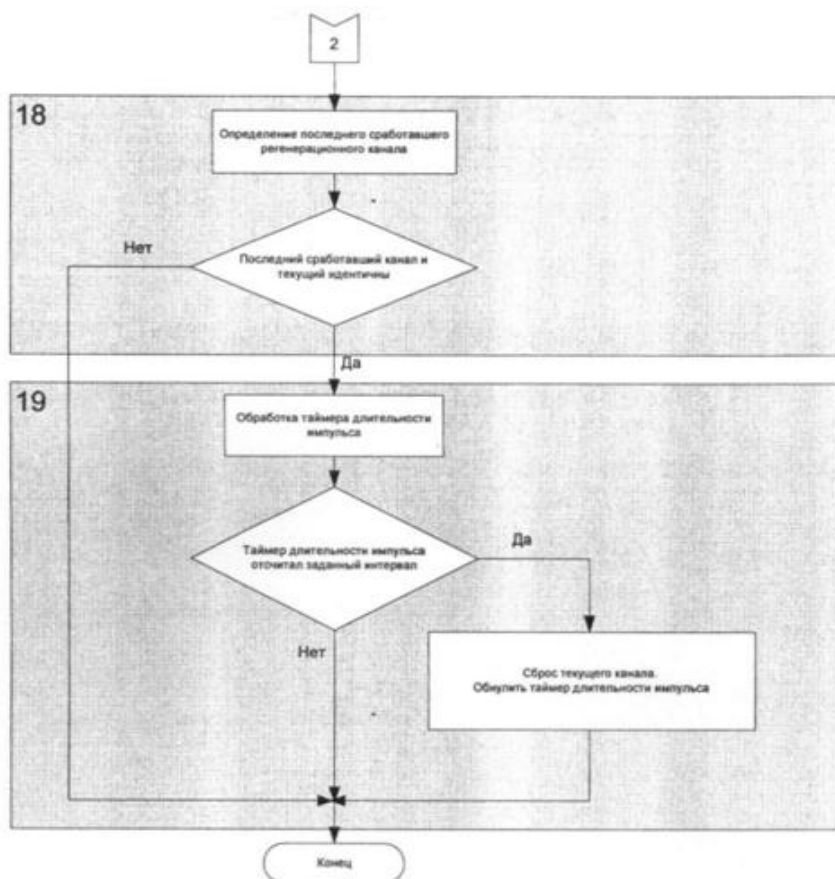 2
18
Определение последнего сработавшего
регенерационного канала
Нет
Последний сработавший канал и
текущий идентичны
Да
19
Обработка таймера длительности
импульса
Таймер длительности импульса
оточитал заданный интервал
Да
Нет
Сброс текущего канала.
Обнулить таймер длительности импульса
Конец